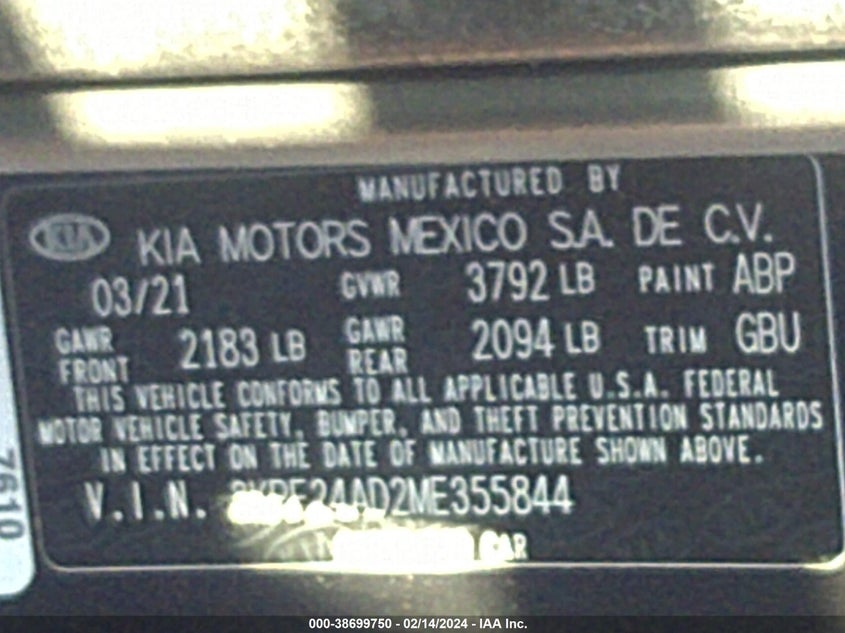 MANUFACTURED BY
KIA KIA MOTORS MEXICO S.A. DE C.V.
03/21 GVWR 3792 LB PAINT ABP
GAWR FRONT 2183 LB GAWR REAR 2094 LB TRIM GBU
THIS VEHICLE CONFORMS TO ALL APPLICABLE U.S.A. FEDERAL
MOTOR VEHICLE SAFETY, BUMPER, AND THEFT PREVENTION STANDARDS
IN EFFECT ON THE DATE OF MANUFACTURE SHOWN ABOVE.
V.I.N.
CAR
7610
000-38699750 - 02/14/2024 - IAA Inc.